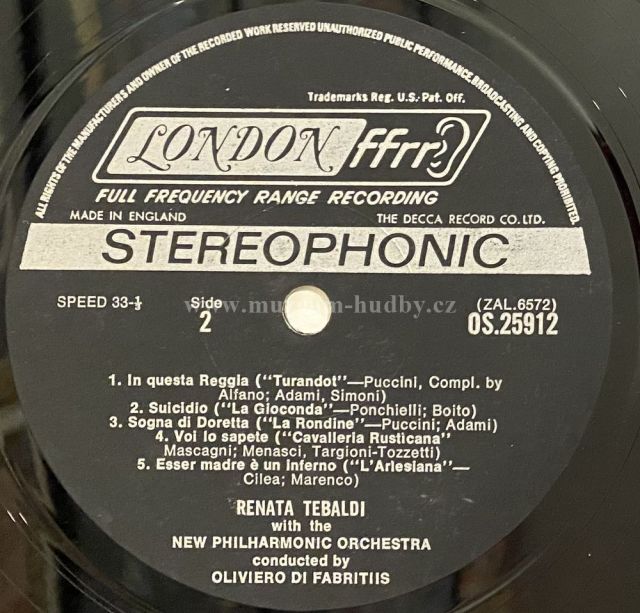 ALL RIGHTS OF THE MANUFACTURERS AND OWNER OF THE RECORDED WORK RESERVED UNAUTHORIZED PUBLIC PERFORMANCE, BROADCASTING AND COPYING PROHIBITED.
Trademarks Reg. U.S. Pat. Off.
LONDON ffrr
FULL FREQUENCY RANGE RECORDING
MADE IN ENGLAND THE DECCA RECORD CO. LTD.
STEREOPHONIC
SPEED 33-⅓ Side 2 (ZAL.6572)
OS.25912
www.muzeum-hudby.cz
1. In questa Reggia ("Turandot"—Puccini, Compl. by
Alfano; Adami, Simoni)
2. Suicidio ("La Gioconda"—Ponchielli; Boito)
3. Sogna di Doretta ("La Rondine"—Puccini; Adami)
4. Voi lo sapete ("Cavalleria Rusticana"
Mascagni; Menasci, Targioni-Tozzetti)
5. Esser madre è un inferno ("L'Arlesiana"—
Cilea; Marenco)
RENATA TEBALDI
with the
NEW PHILHARMONIC ORCHESTRA
conducted by
OLIVIERO DI FABRITIIS